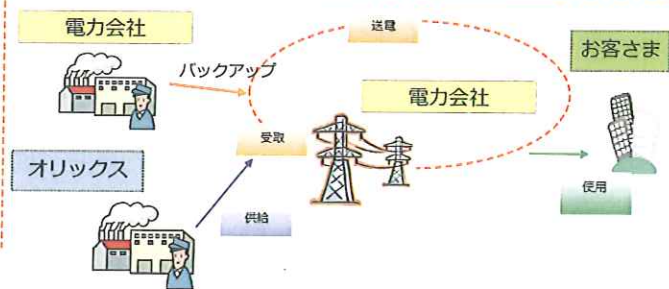 電力会社
送電
お客さま
バックアップ
電力会社
受取
オリックス
使用
供給